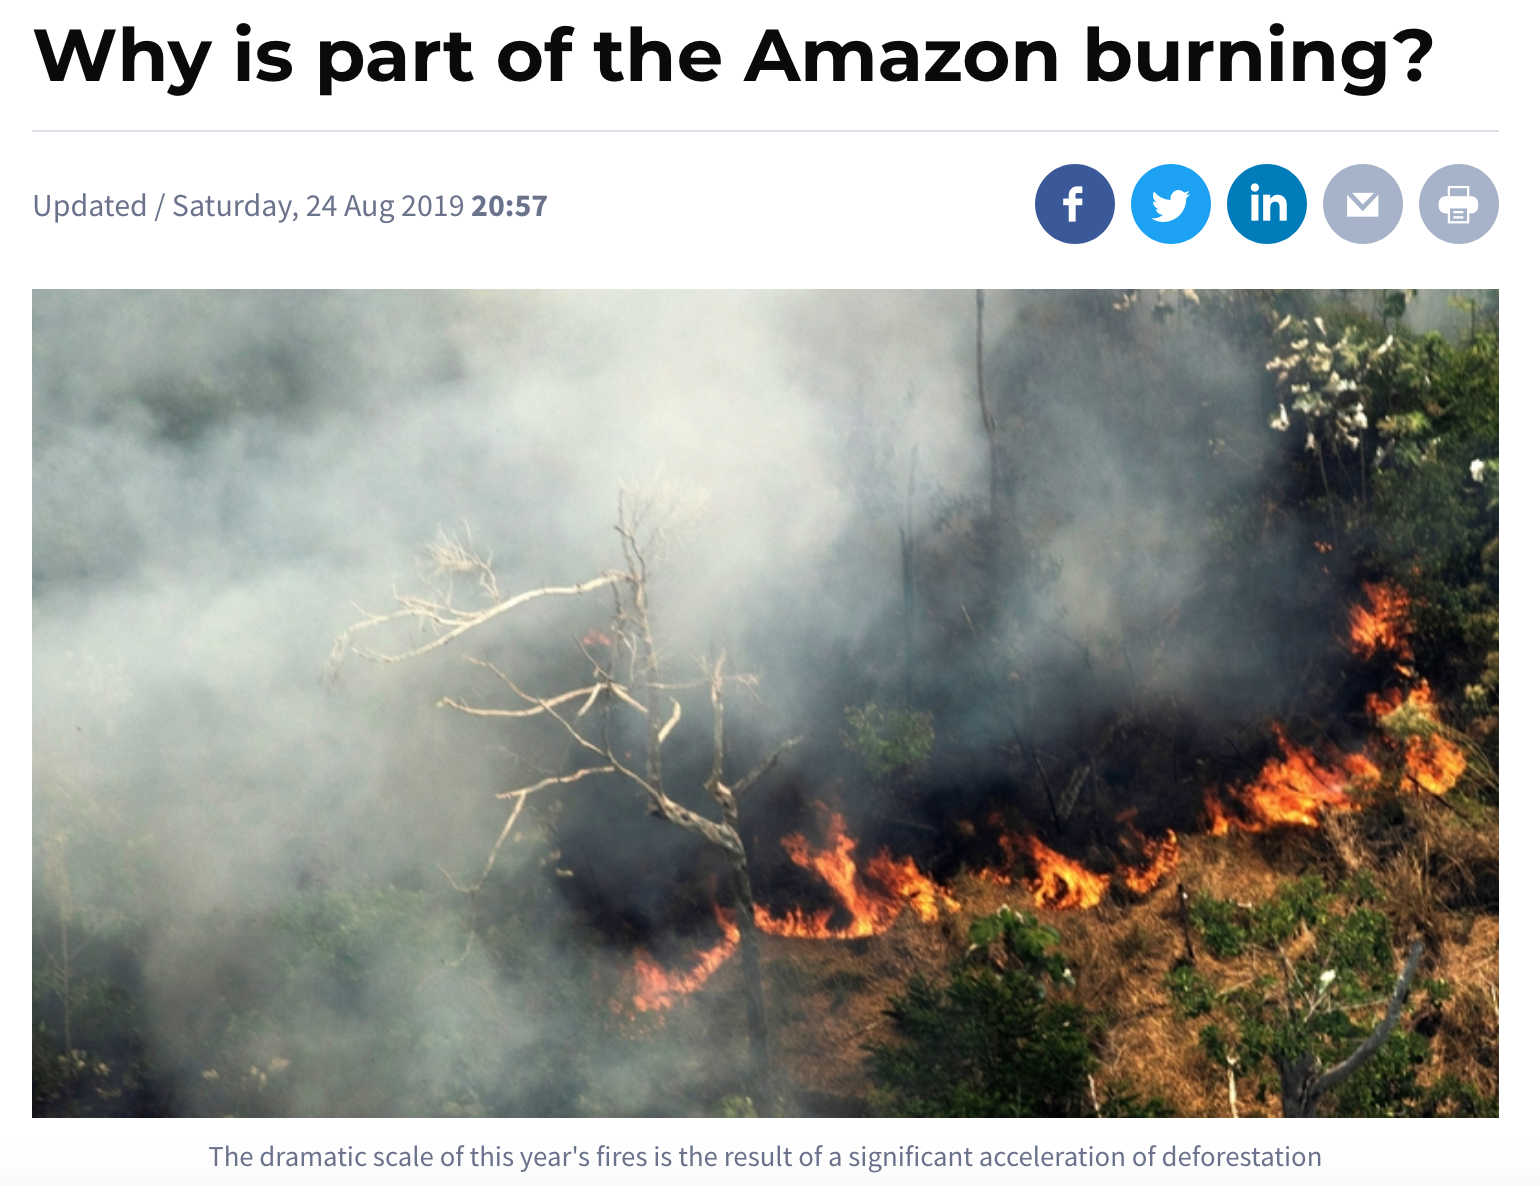 Why is part of the Amazon burning?
Updated / Saturday, 24 Aug 2019 20:57
f
in
The dramatic scale of this year's fires is the result of a significant acceleration of deforestation